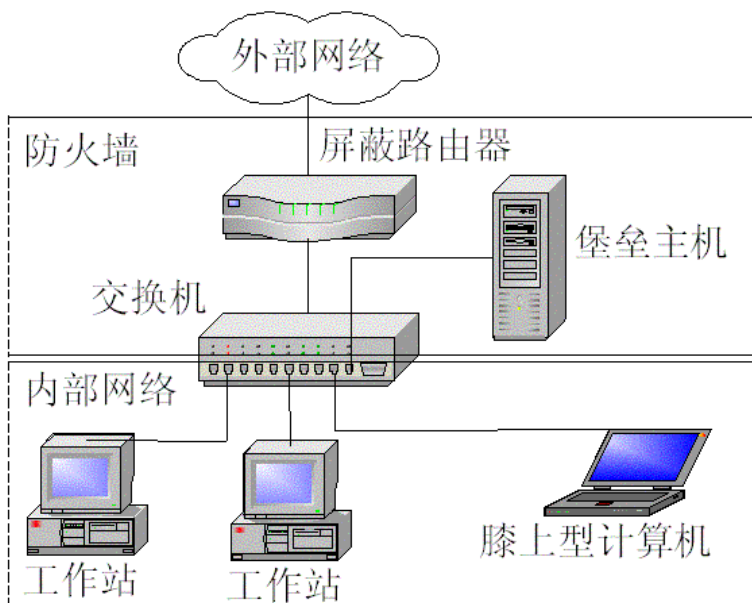 外部网络
防火墙
屏蔽路由器
堡垒主机
交换机
内部网络
膝上型计算机
工作站
工作站